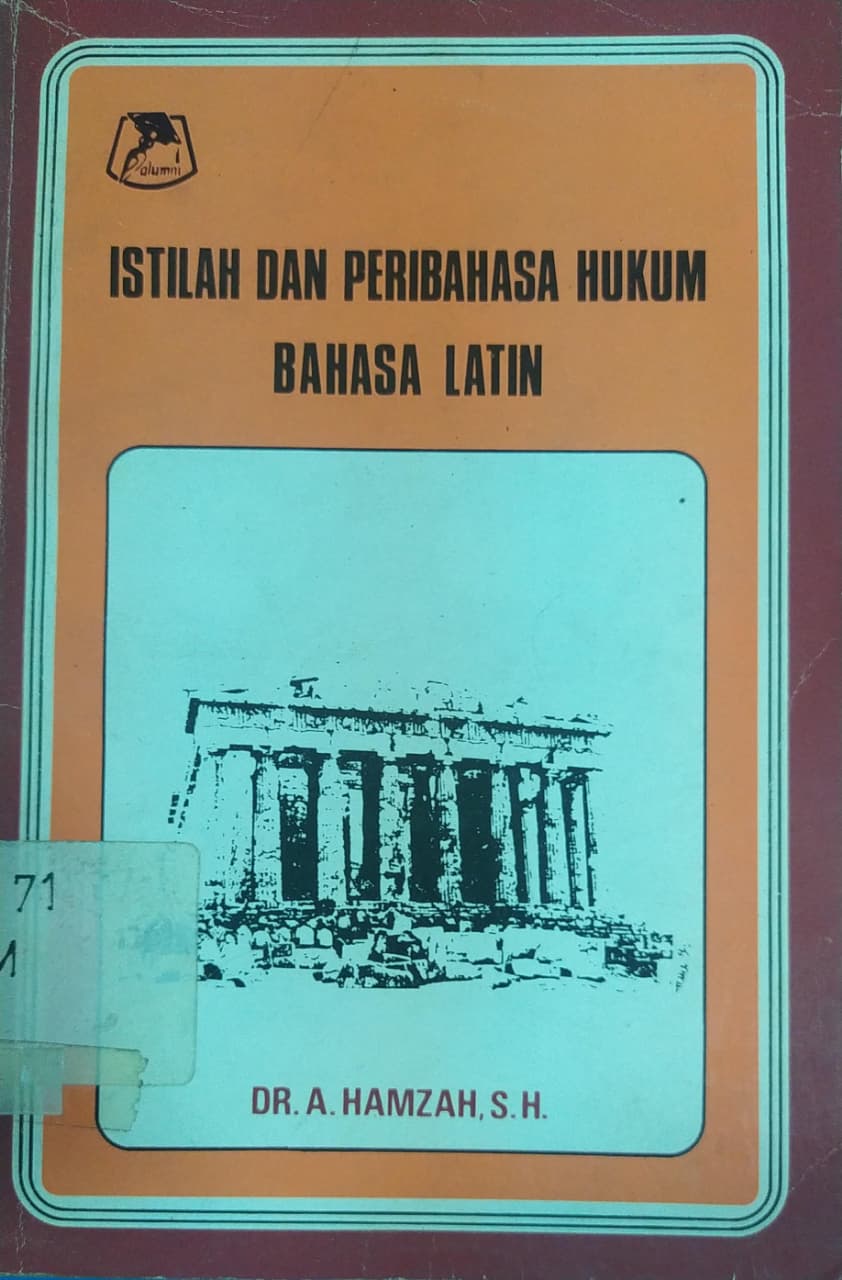 alumni
ISTILAH DAN PERIBAHASA HUKUM
BAHASA LATIN
71
DR. A. HAMZAH, S.H.